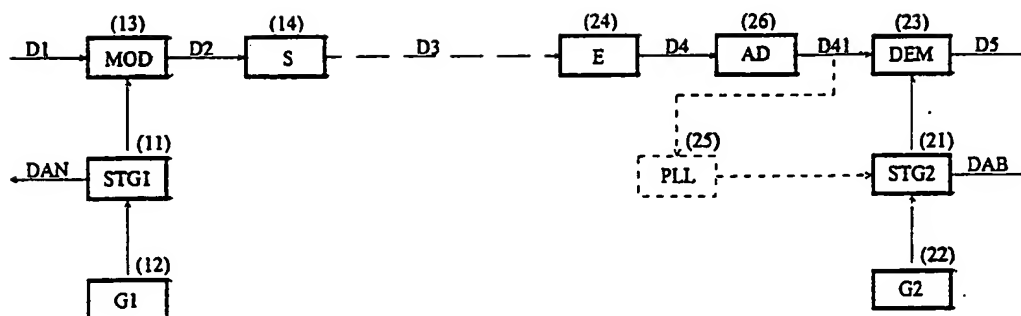 (13) (14) (24) (26) (23)
D1 MOD D2 S D3 E D4 AD D41 DEM D5
(11) (25) (21)
DAN STG1 PLL STG2 DAB
(12) (22)
G1 G2